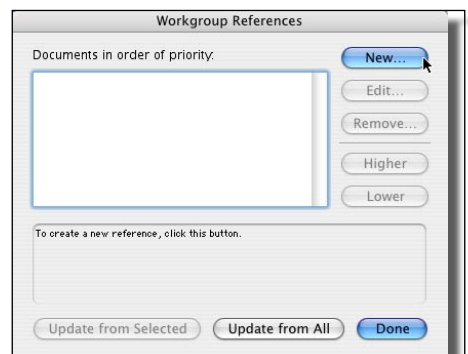 Workgroup References
Documents in order of priority:
New...
Edit...
Remove...
Higher
Lower
To create a new reference, click this button.
Update from Selected
Update from All
Done